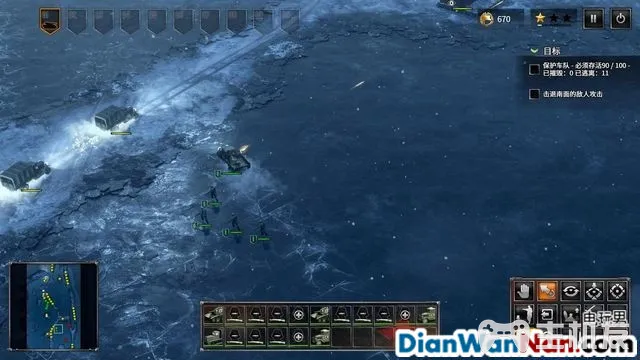 670
目标
保护车队 - 必须存活90 / 100 -
已摧毁：0 已逃离：11
击退南面的敌人攻击
DianWanNan.com